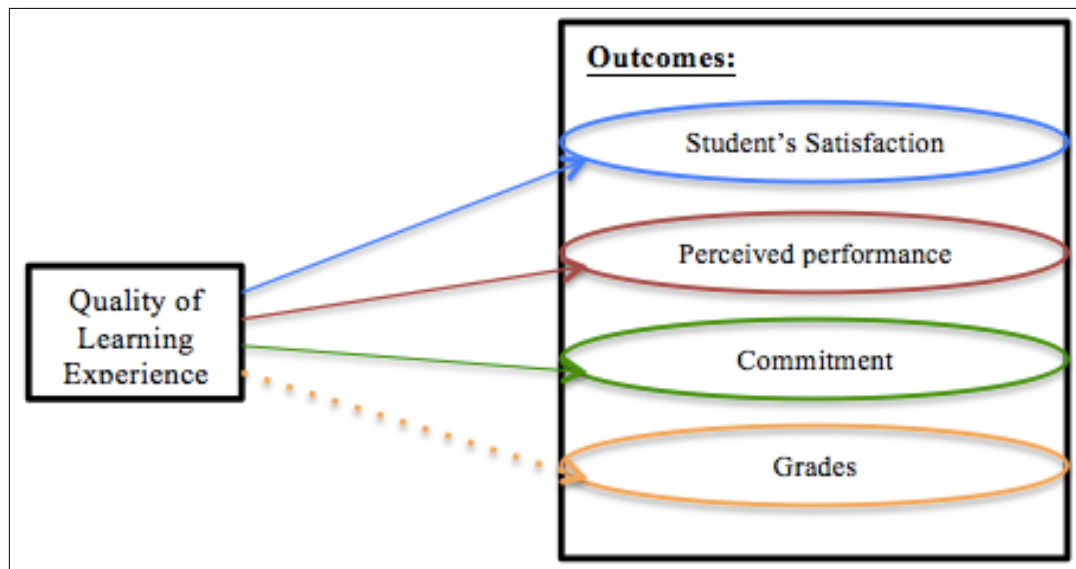 Outcomes:
Student's Satisfaction
Perceived performance
Quality of
Learning
Experience
Commitment
Grades